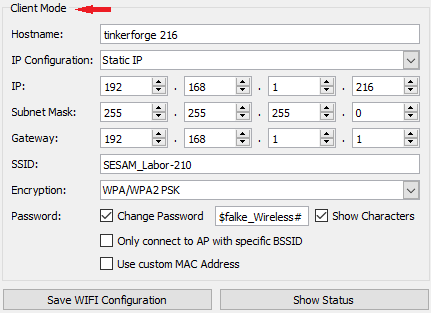 Client Mode
Hostname: tinkerforge 216
IP Configuration: Static IP
IP: 192 . 168 . 1 . 216
Subnet Mask: 255 . 255 . 255 . 0
Gateway: 192 . 168 . 1 . 1
SSID: SESAM_Labor-210
Encryption: WPA/WPA2 PSK
Password: Change Password $falke_Wireless# Show Characters
Only connect to AP with specific BSSID
Use custom MAC Address
Save WIFI Configuration Show Status